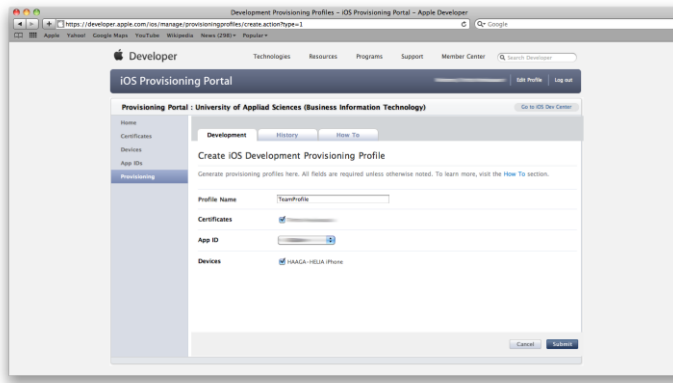 Development Provisioning Profiles – iOS Provisioning Portal – Apple Developer
https://developer.apple.com/ios/manage/provisioningprofiles/create.action?type=1
Google
Apple Yahoo! Google Maps YouTube Wikipedia News (298) Popular
Developer
Technologies Resources Programs Support Member Center Search Developer
iOS Provisioning Portal
Edit Profile Log out
Provisioning Portal : University of Appliad Sciences (Business Information Technology)
Go to iOS Dev Center
Home
Certificates
Devices
App IDs
Provisioning
Development History How To
Create iOS Development Provisioning Profile
Generate provisioning profiles here. All fields are required unless otherwise noted. To learn more, visit the How To section.
Profile Name TeamProfile
Certificates
App ID
Devices HAAGA-HELIA iPhone
Cancel Submit